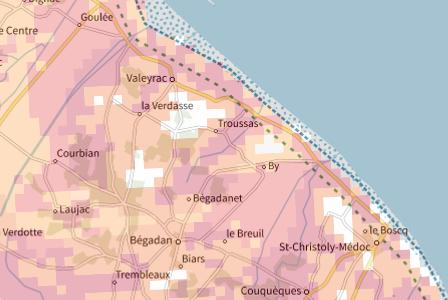 Goulée
e Centre
Valeyrac
la Verdasse
Troussas
Courbian
By
Bégadanet
Laujac
Verdotte
le Breuil
le Boscq
Bégadan
St-Christoly-Médoc
Biars
Trembleaux
Couquèques